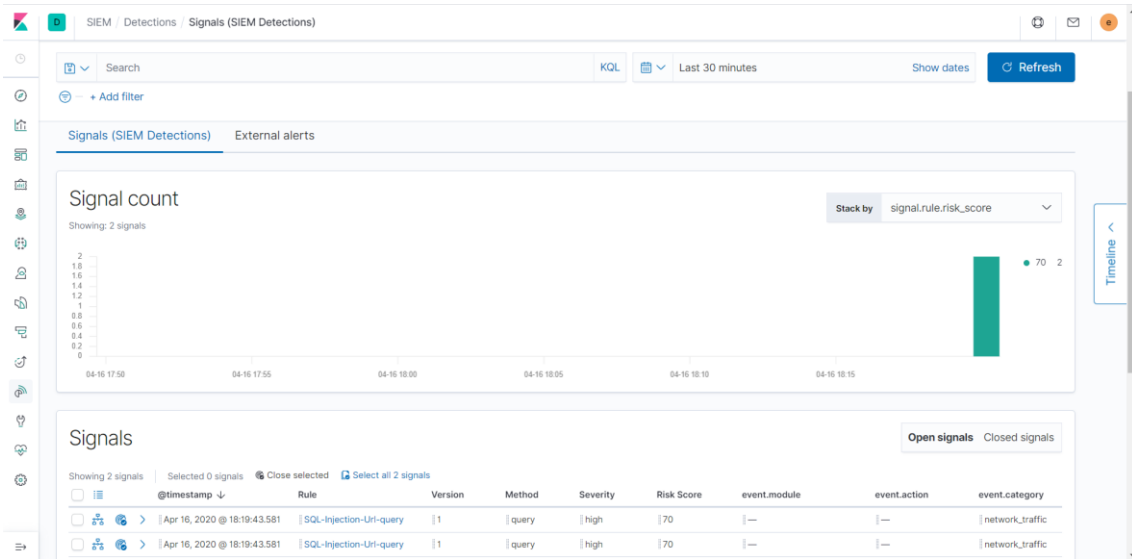 D SIEM / Detections / Signals (SIEM Detections) e
Search KQL Last 30 minutes Show dates Refresh
+ Add filter
Signals (SIEM Detections) External alerts
Signal count
Stack by signal.rule.risk_score
Showing: 2 signals
2
1.8
1.6
1.4
1.2
1
0.8
0.6
0.4
0.2
0
70 2
04-16 17:50 04-16 17:55 04-16 18:00 04-16 18:05 04-16 18:10 04-16 18:15
Timeline
Signals
Open signals Closed signals
Showing 2 signals Selected 0 signals Close selected Select all 2 signals
@timestamp Rule Version Method Severity Risk Score event.module event.action event.category
Apr 16, 2020 @ 18:19:43.581 SQL-Injection-Url-query 1 query high 70 — — network_traffic
Apr 16, 2020 @ 18:19:43.581 SQL-Injection-Url-query 1 query high 70 — — network_traffic